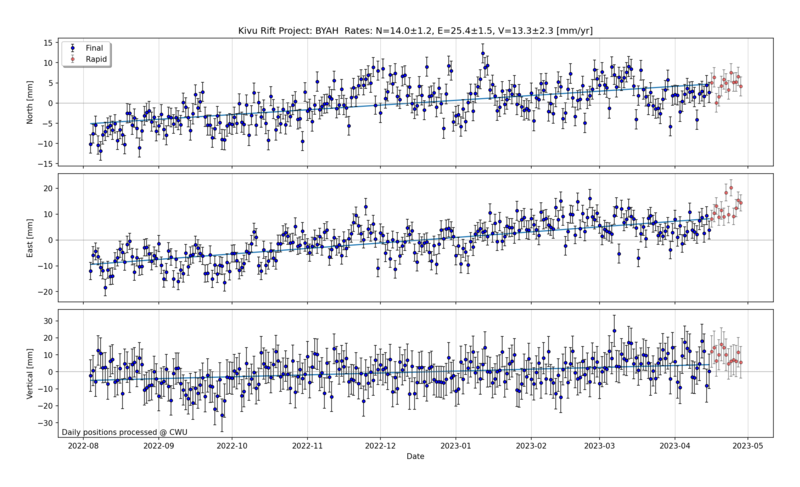 Kivu Rift Project: BYAH  Rates: N=14.0±1.2, E=25.4±1.5, V=13.3±2.3 [mm/yr]
Final
Rapid
North [mm]
15
10
5
0
−5
−10
−15
East [mm]
20
10
0
−10
−20
Vertical [mm]
30
20
10
0
−10
−20
−30
Daily positions processed @ CWU
2022-08 2022-09 2022-10 2022-11 2022-12 2023-01 2023-02 2023-03 2023-04 2023-05
Date